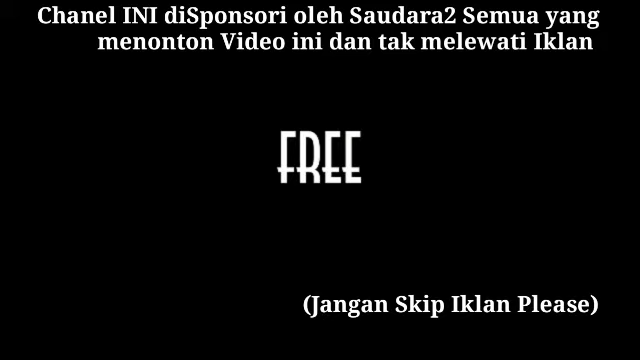 Chanel INI diSponsori oleh Saudara2 Semua yang
menonton Video ini dan tak melewati Iklan
FREE
(Jangan Skip Iklan Please)